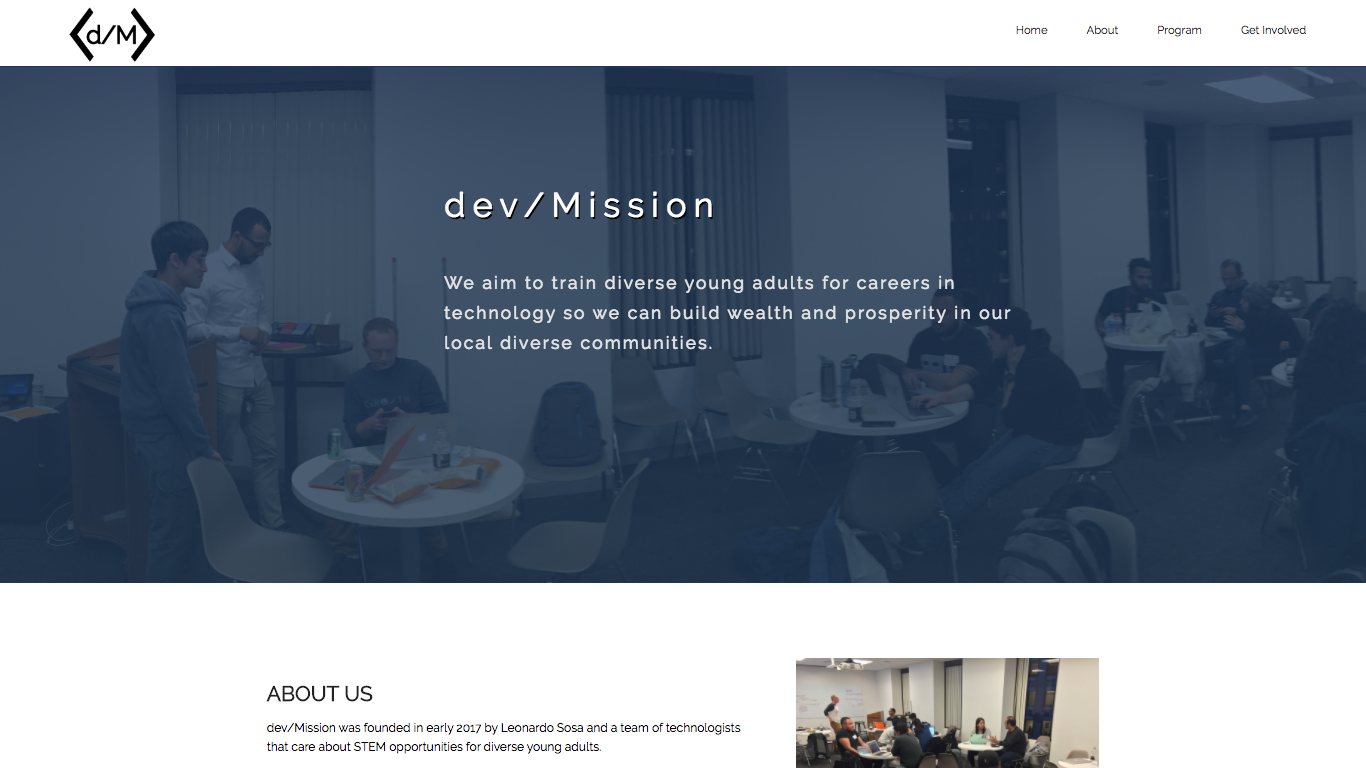 <d/M>
Home
About
Program
Get Involved
dev/Mission
We aim to train diverse young adults for careers in
technology so we can build wealth and prosperity in our
local diverse communities.
ABOUT US
dev/Mission was founded in early 2017 by Leonardo Sosa and a team of technologists
that care about STEM opportunities for diverse young adults.